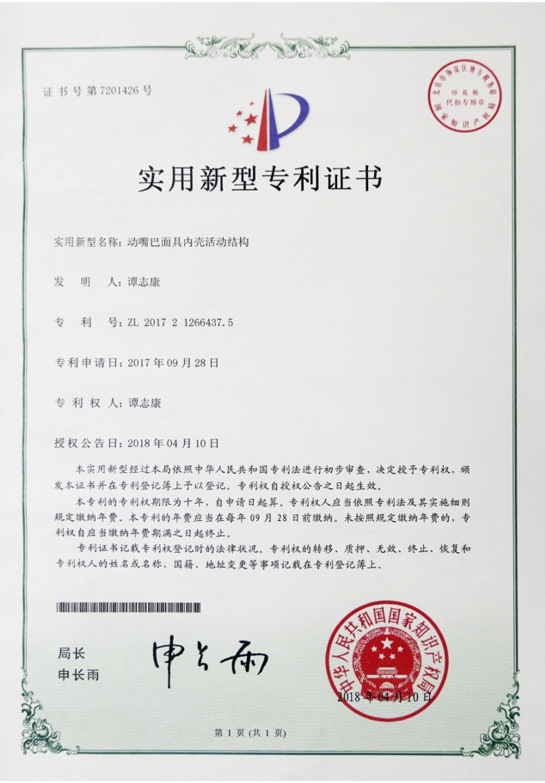 证书号第7201426号
印花税
代扣专用章
国家知识产权局
实用新型专利证书
实用新型名称：动嘴巴面具内壳活动结构
发明人：谭志康
专利号：ZL 2017 2 1266437.5
专利申请日：2017年09月28日
专利权人：谭志康
授权公告日：2018年04月10日
本实用新型经过本局依照中华人民共和国专利法进行初步审查，决定授予专利权，颁
发本证书并在专利登记簿上予以登记。专利权自授权公告之日起生效。
本专利的专利权期限为十年，自申请日起算。专利权人应当依照专利法及其实施细则
规定缴纳年费。本专利的年费应当在每年09月28日前缴纳。未按照规定缴纳年费的，专
利权自应当缴纳年费期满之日起终止。
专利证书记载专利权登记时的法律状况。专利权的转移、质押、无效、终止、恢复和
专利权人的姓名或名称、国籍、地址变更等事项记载在专利登记簿上。
局长
申长雨
申长雨
中华人民共和国国家知识产权局
2018年04月10日
第1页(共1页)